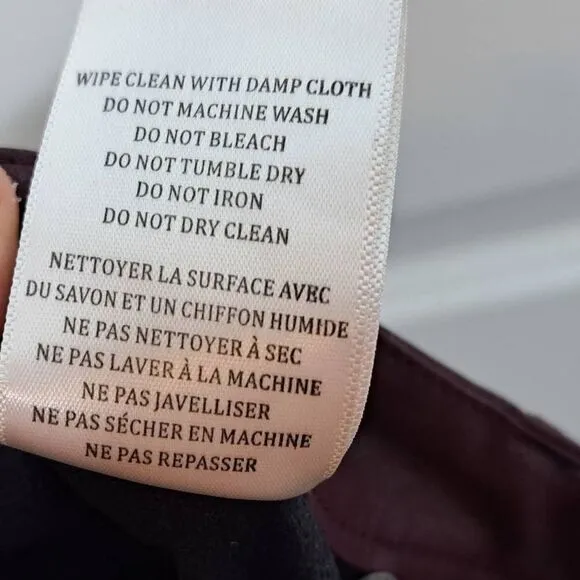 WIPE CLEAN WITH DAMP CLOTH
DO NOT MACHINE WASH
DO NOT BLEACH
DO NOT TUMBLE DRY
DO NOT IRON
DO NOT DRY CLEAN
NETTOYER LA SURFACE AVEC
DU SAVON ET UN CHIFFON HUMIDE
NE PAS NETTOYER À SEC
NE PAS LAVER À LA MACHINE
NE PAS JAVELLISER
NE PAS SÉCHER EN MACHINE
NE PAS REPASSER